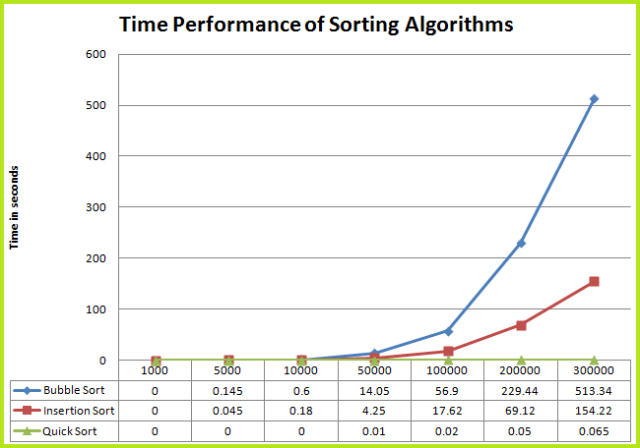 Time Performance of Sorting Algorithms
600
500
400
300
200
100
0
Time in seconds
1000 5000 10000 50000 100000 200000 300000
Bubble Sort 0 0.145 0.6 14.05 56.9 229.44 513.34
Insertion Sort 0 0.045 0.18 4.25 17.62 69.12 154.22
Quick Sort 0 0 0 0.01 0.02 0.05 0.065